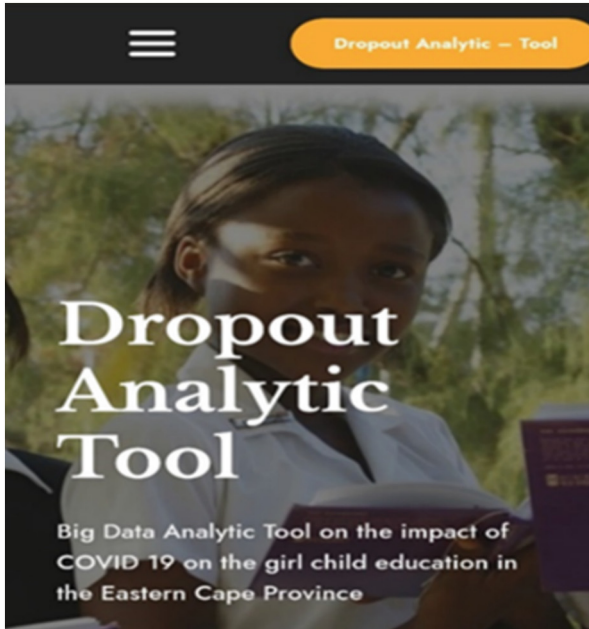 Dropout Analytic – Tool
Dropout
Analytic
Tool
Big Data Analytic Tool on the impact of
COVID 19 on the girl child education in
the Eastern Cape Province